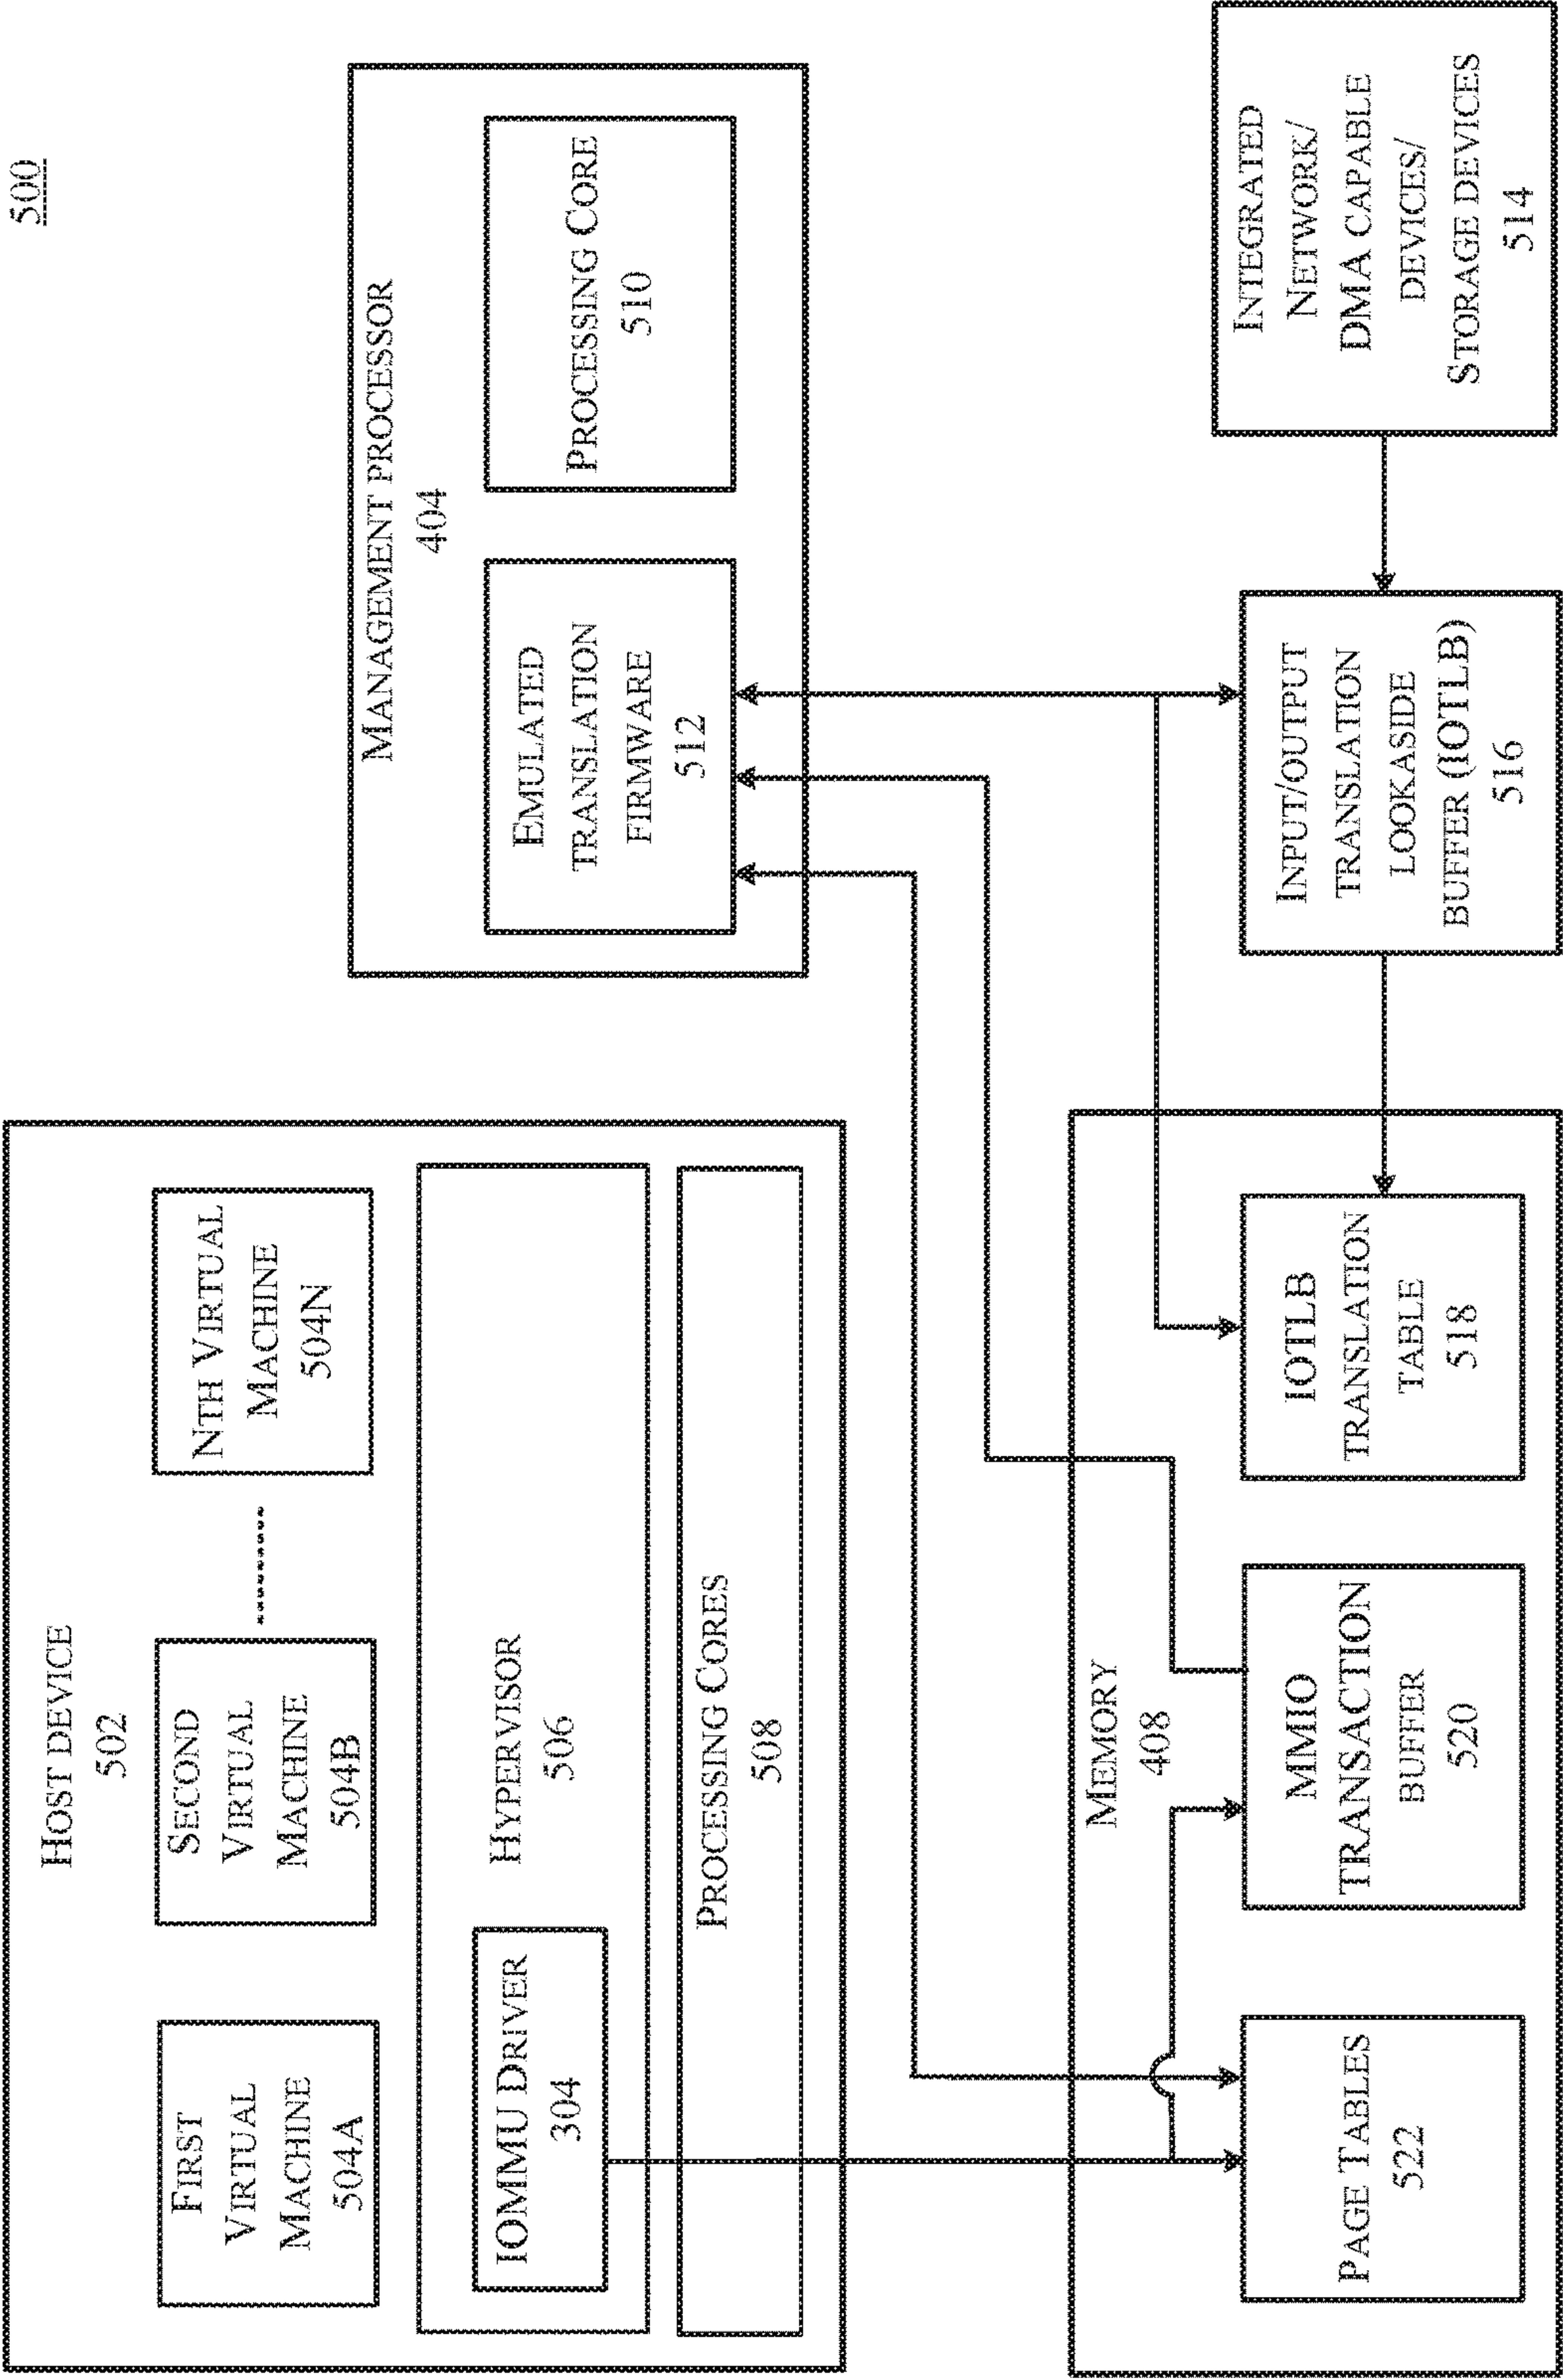 500
HOST DEVICE
502
FIRST
VIRTUAL
MACHINE
504A
SECOND
VIRTUAL
MACHINE
504B
NTH VIRTUAL
MACHINE
504N
HYPERVISOR
506
IOMMU DRIVER
304
PROCESSING CORES
508
MANAGEMENT PROCESSOR
404
EMULATED
TRANSLATION
FIRMWARE
512
PROCESSING CORE
510
MEMORY
408
PAGE TABLES
522
MMIO
TRANSACTION
BUFFER
520
IOTLB
TRANSLATION
TABLE
518
INPUT/OUTPUT
TRANSLATION
LOOKASIDE
BUFFER (IOTLB)
516
INTEGRATED
NETWORK/
DMA CAPABLE
DEVICES/
STORAGE DEVICES
514